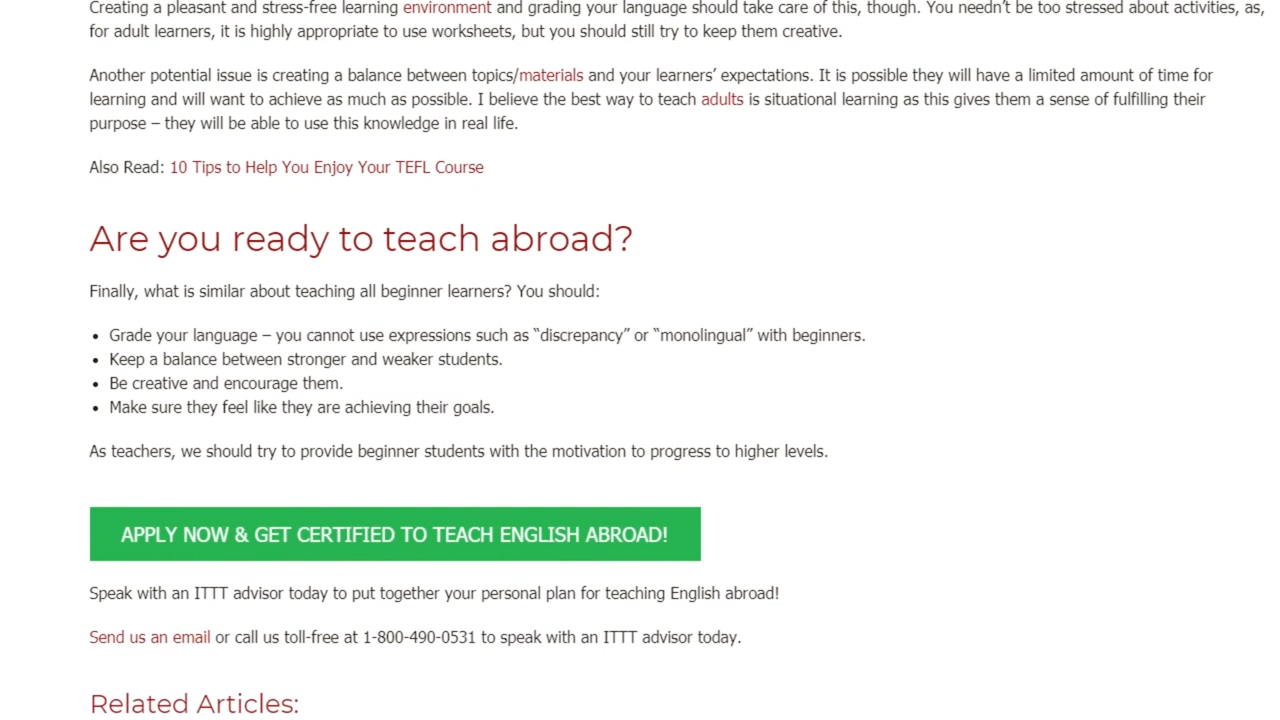 Creating a pleasant and stress-free learning environment and grading your language should take care of this, though. You needn’t be too stressed about activities, as,
for adult learners, it is highly appropriate to use worksheets, but you should still try to keep them creative.
Another potential issue is creating a balance between topics/materials and your learners’ expectations. It is possible they will have a limited amount of time for
learning and will want to achieve as much as possible. I believe the best way to teach adults is situational learning as this gives them a sense of fulfilling their
purpose – they will be able to use this knowledge in real life.
Also Read: 10 Tips to Help You Enjoy Your TEFL Course
Are you ready to teach abroad?
Finally, what is similar about teaching all beginner learners? You should:
• Grade your language – you cannot use expressions such as “discrepancy” or “monolingual” with beginners.
• Keep a balance between stronger and weaker students.
• Be creative and encourage them.
• Make sure they feel like they are achieving their goals.
As teachers, we should try to provide beginner students with the motivation to progress to higher levels.
APPLY NOW & GET CERTIFIED TO TEACH ENGLISH ABROAD!
Speak with an ITTT advisor today to put together your personal plan for teaching English abroad!
Send us an email or call us toll-free at 1-800-490-0531 to speak with an ITTT advisor today.
Related Articles: